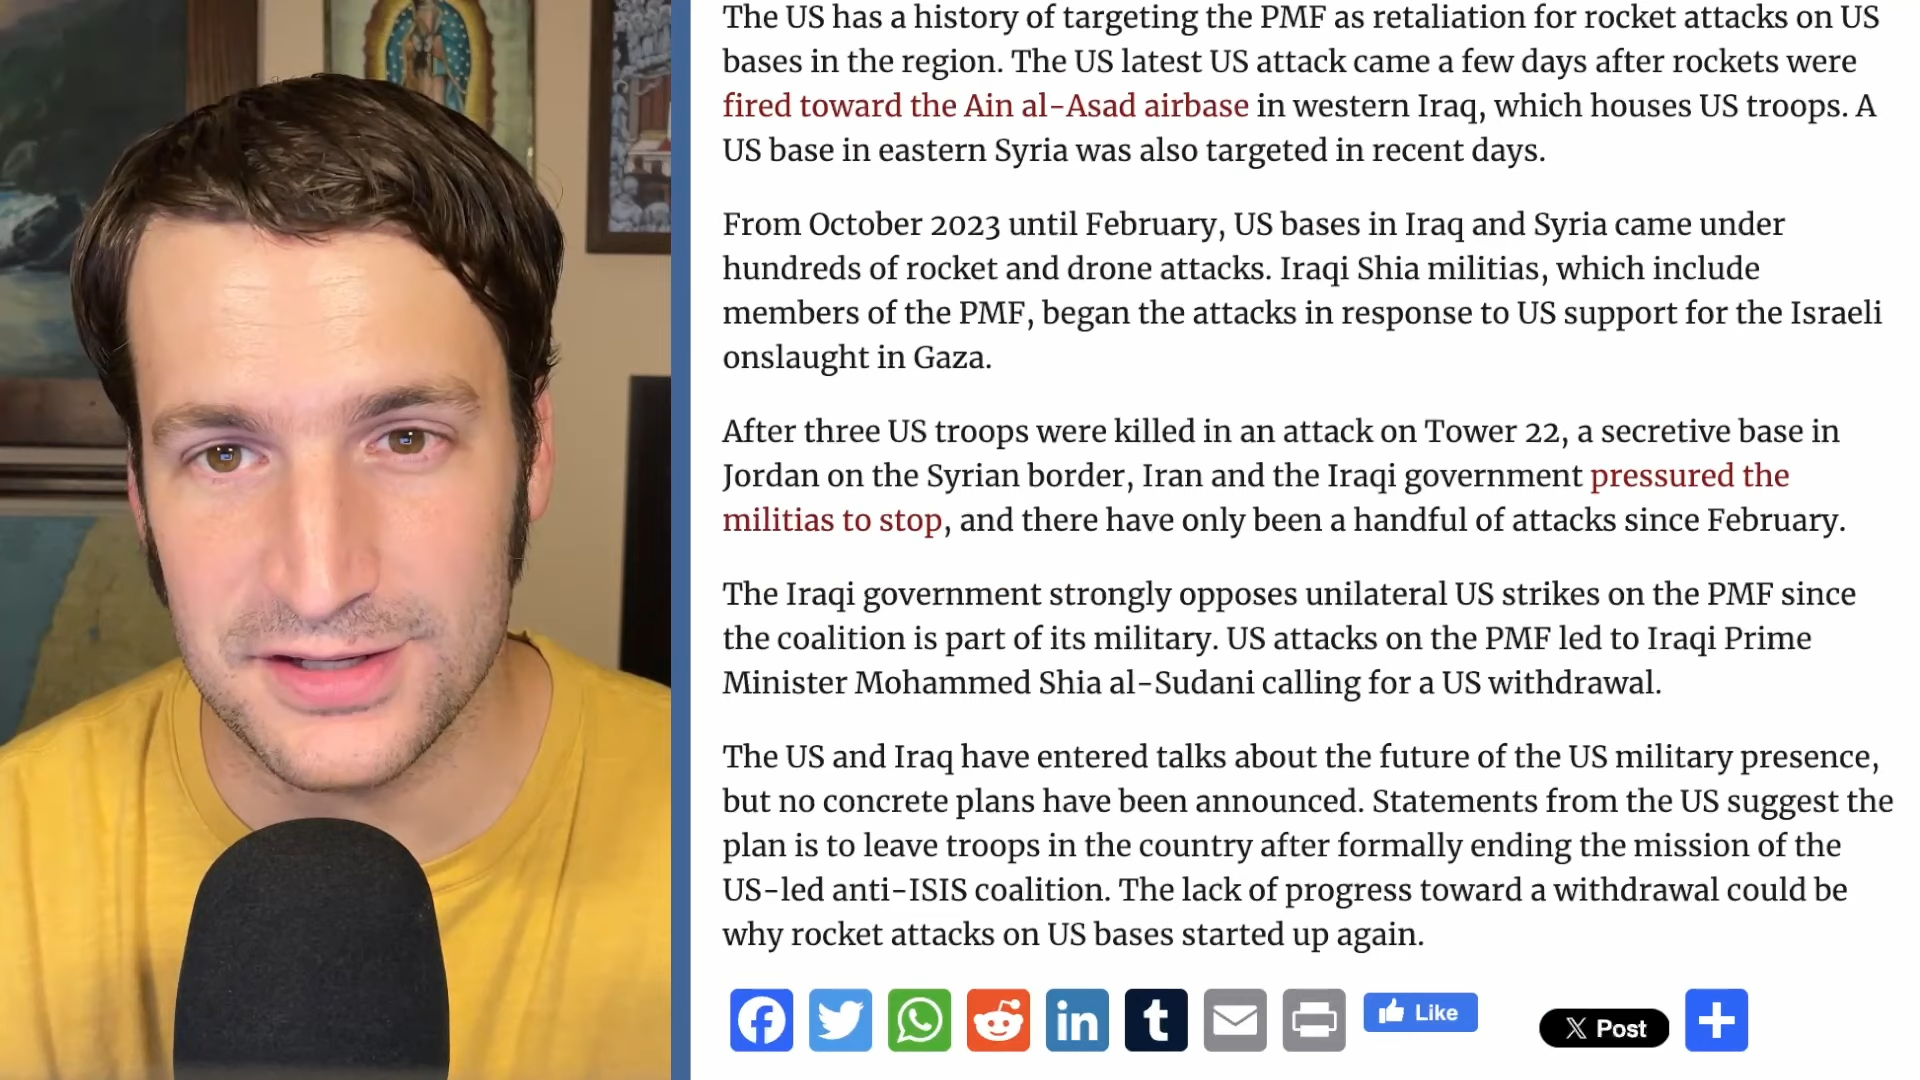 The US has a history of targeting the PMF as retaliation for rocket attacks on US
bases in the region. The US latest US attack came a few days after rockets were
fired toward the Ain al-Asad airbase in western Iraq, which houses US troops. A
US base in eastern Syria was also targeted in recent days.
From October 2023 until February, US bases in Iraq and Syria came under
hundreds of rocket and drone attacks. Iraqi Shia militias, which include
members of the PMF, began the attacks in response to US support for the Israeli
onslaught in Gaza.
After three US troops were killed in an attack on Tower 22, a secretive base in
Jordan on the Syrian border, Iran and the Iraqi government pressured the
militias to stop, and there have only been a handful of attacks since February.
The Iraqi government strongly opposes unilateral US strikes on the PMF since
the coalition is part of its military. US attacks on the PMF led to Iraqi Prime
Minister Mohammed Shia al-Sudani calling for a US withdrawal.
The US and Iraq have entered talks about the future of the US military presence,
but no concrete plans have been announced. Statements from the US suggest the
plan is to leave troops in the country after formally ending the mission of the
US-led anti-ISIS coalition. The lack of progress toward a withdrawal could be
why rocket attacks on US bases started up again.
Like
X Post